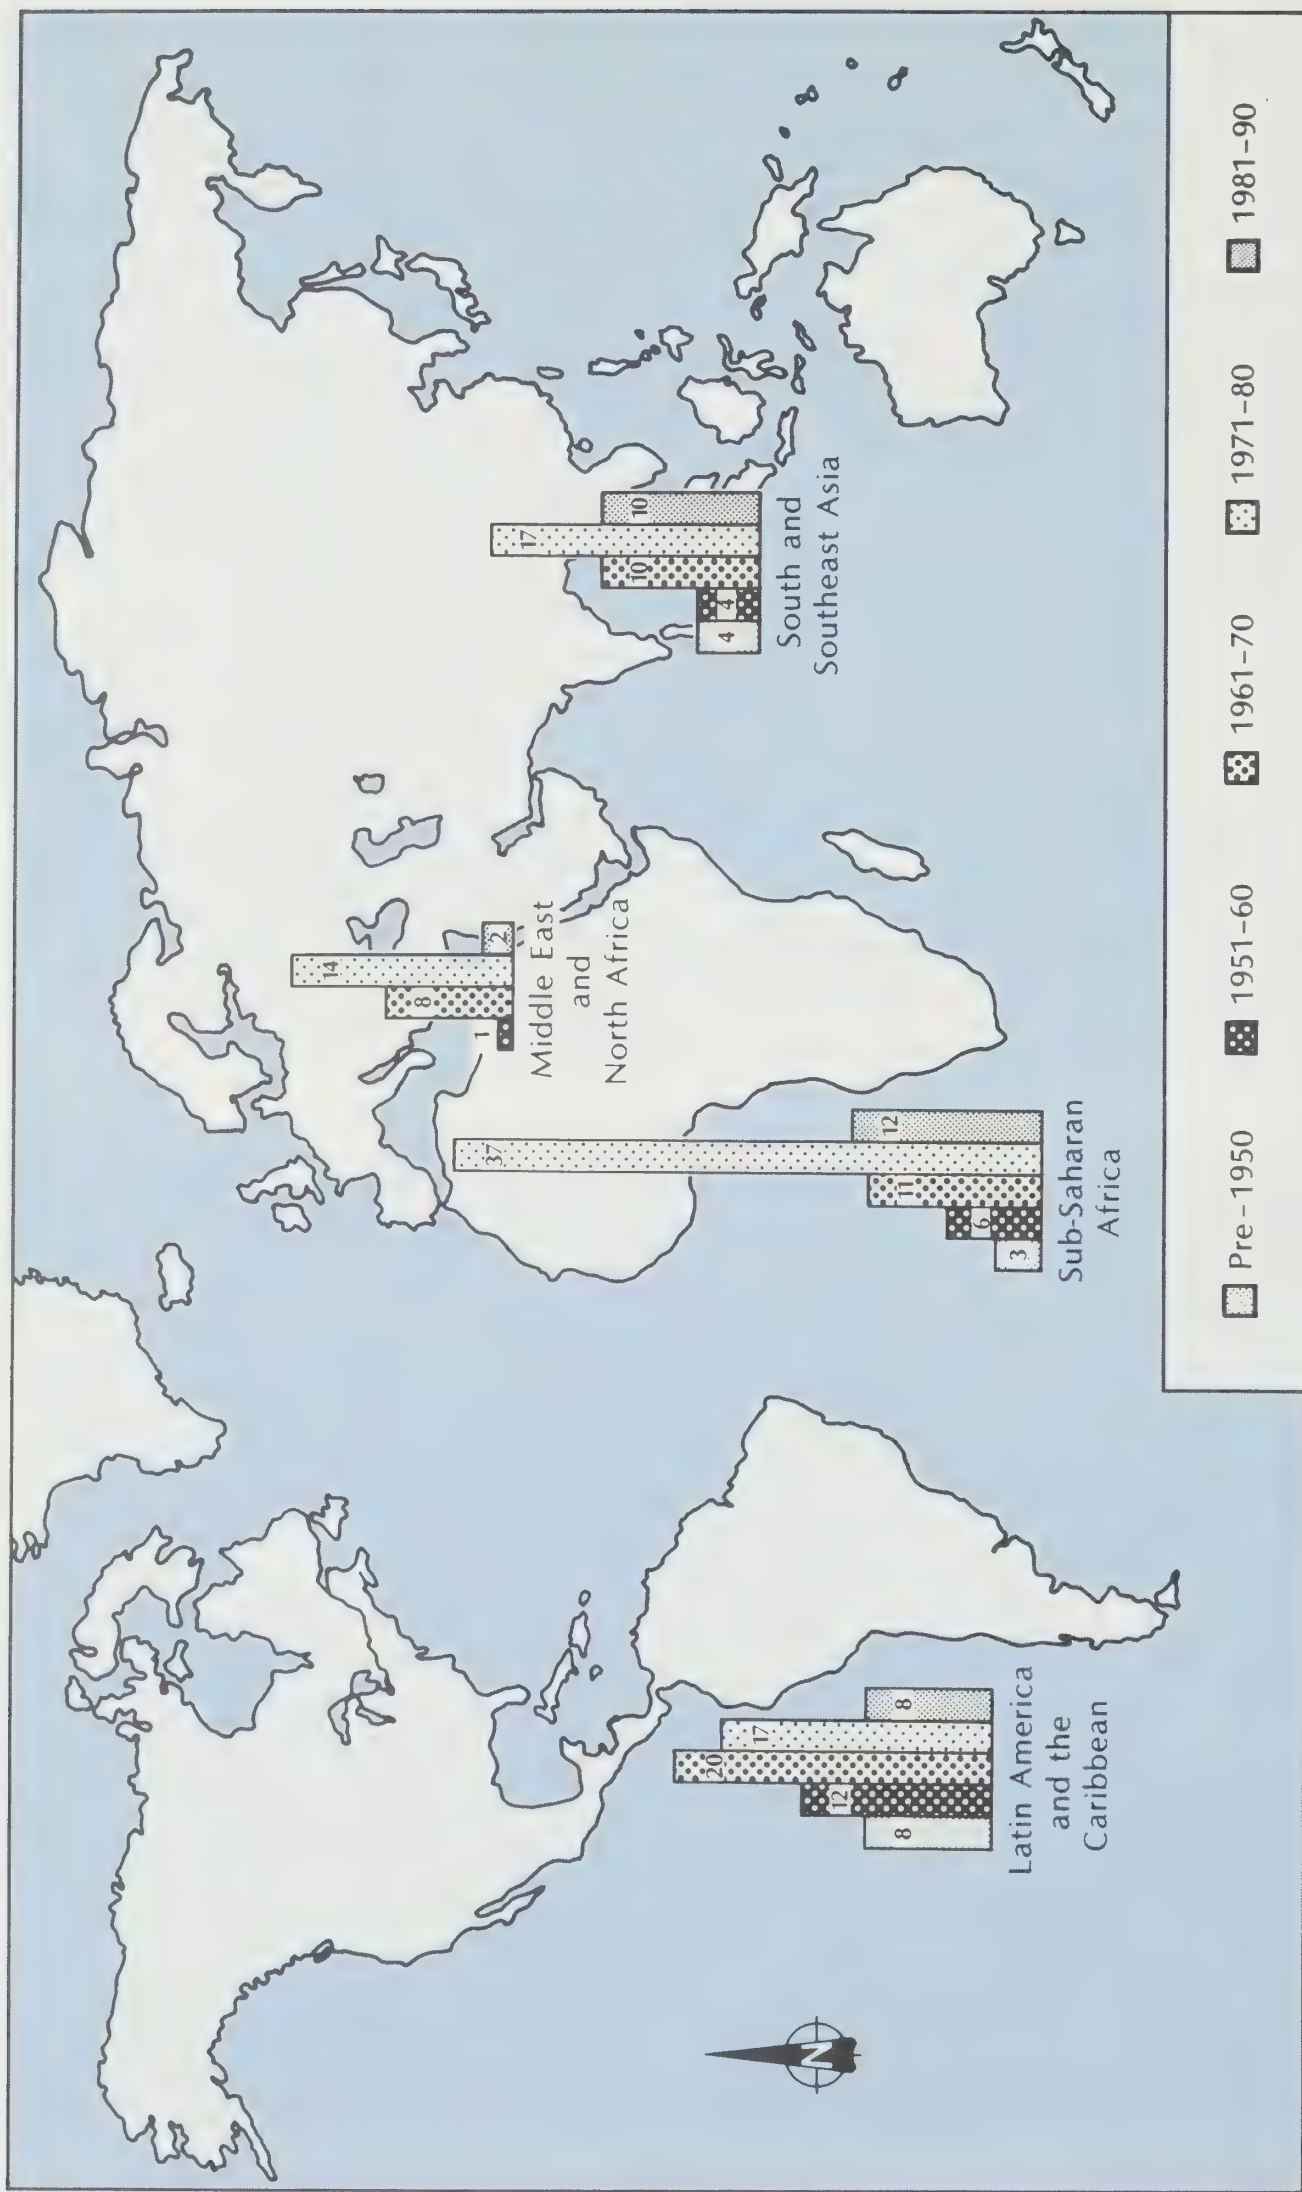 N
8
12
20
17
8
Latin America
and the
Caribbean
3
6
11
37
12
Sub-Saharan
Africa
1
8
14
2
Middle East
and
North Africa
4
4
10
17
10
South and
Southeast Asia
Pre-1950
1951-60
1961-70
1971-80
1981-90